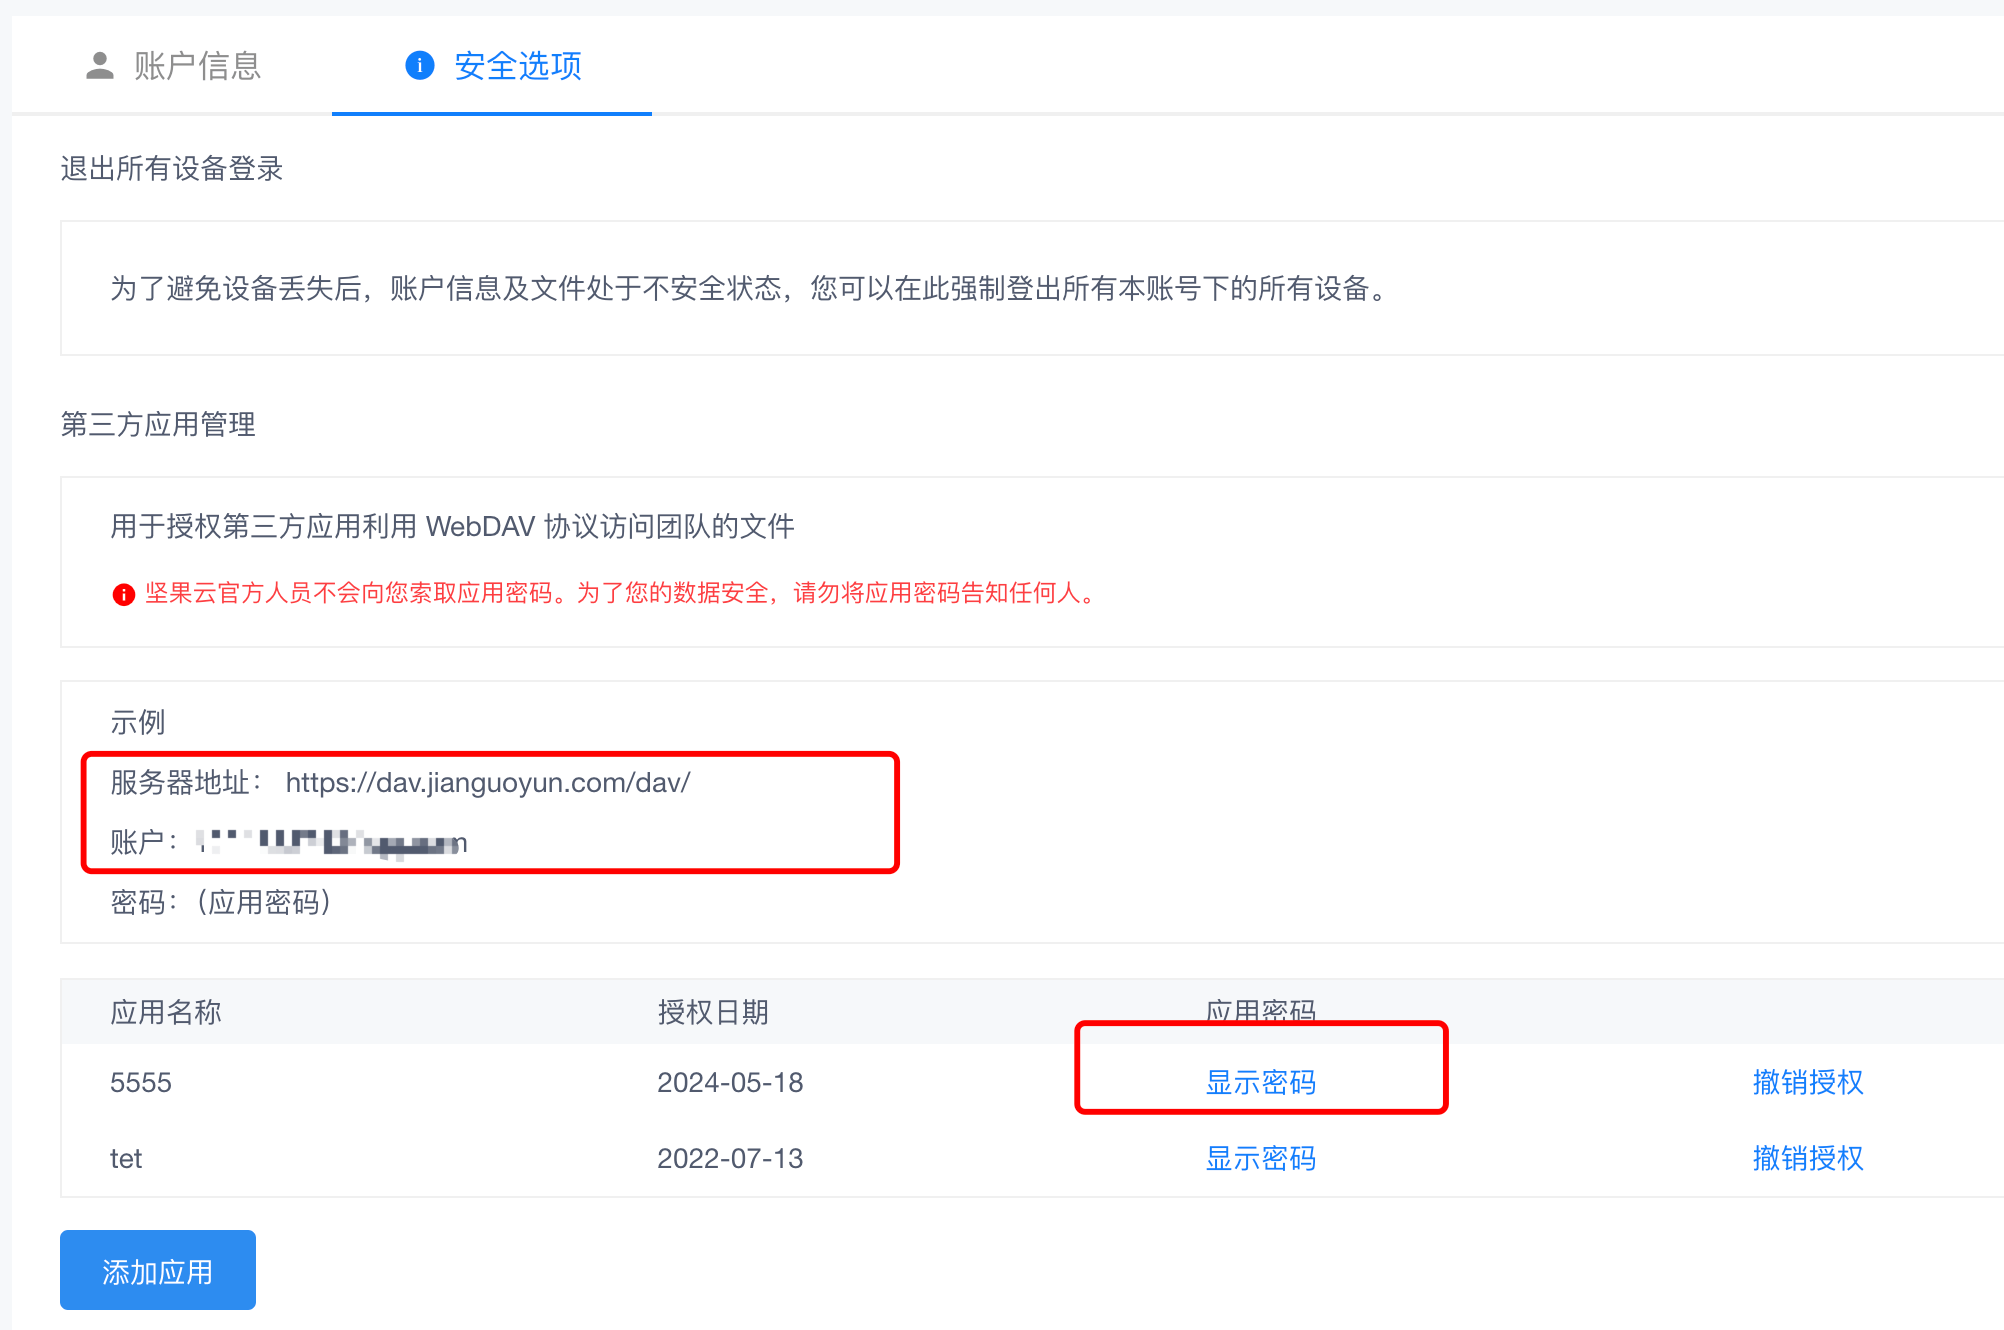 账户信息
安全选项
退出所有设备登录
为了避免设备丢失后，账户信息及文件处于不安全状态，您可以在此强制登出所有本账号下的所有设备。
第三方应用管理
用于授权第三方应用利用 WebDAV 协议访问团队的文件
坚果云官方人员不会向您索取应用密码。为了您的数据安全，请勿将应用密码告知任何人。
示例
服务器地址： https://dav.jianguoyun.com/dav/
账户：
密码：（应用密码）
应用名称 授权日期 应用密码
5555 2024-05-18 显示密码 撤销授权
tet 2022-07-13 显示密码 撤销授权
添加应用